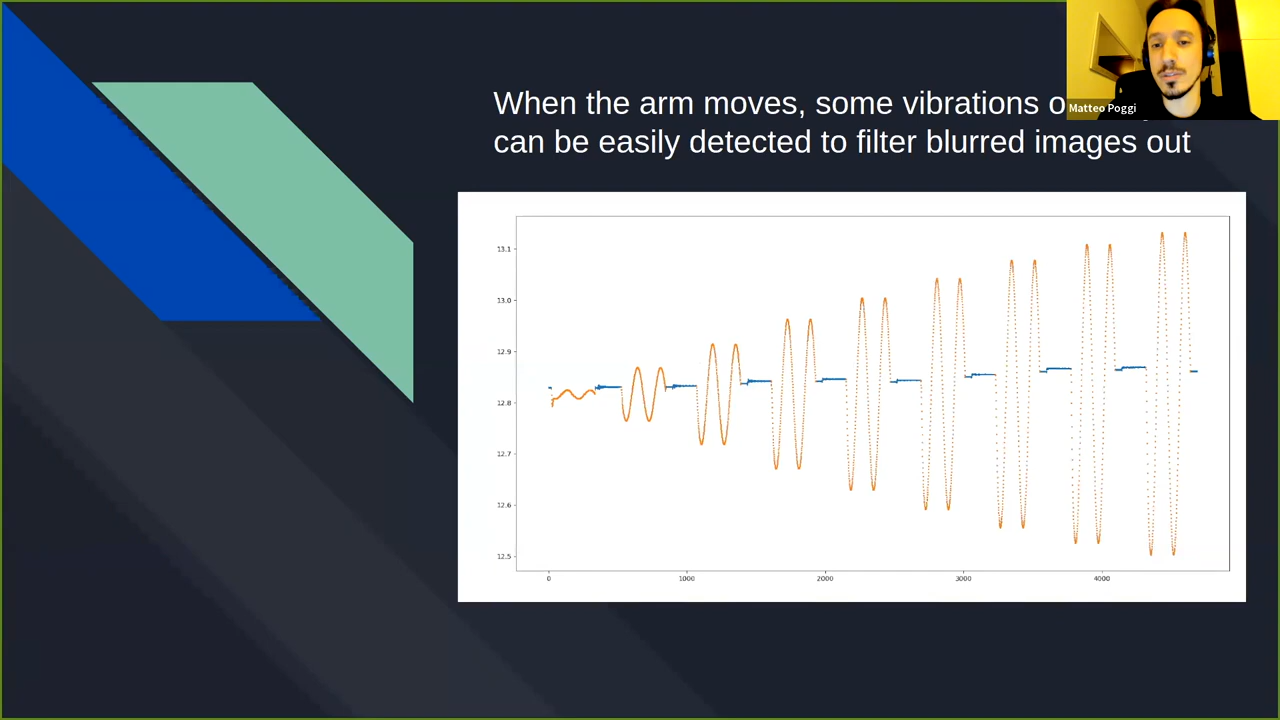 When the arm moves, some vibrations
can be easily detected to filter blurred images out
Matteo Poggi
13.1
13.0
12.9
12.8
12.7
12.6
12.5
0 1000 2000 3000 4000